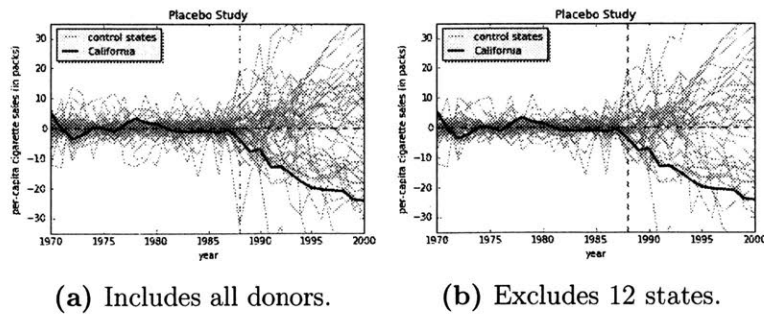 Placebo Study
control states
California
per-capita cigarette sales (in packs)
30
20
10
0
−10
−20
−30
1970 1975 1980 1985 1990 1995 2000
year
(a) Includes all donors.
Placebo Study
control states
California
per-capita cigarette sales (in packs)
30
20
10
0
−10
−20
−30
1970 1975 1980 1985 1990 1995 2000
year
(b) Excludes 12 states.